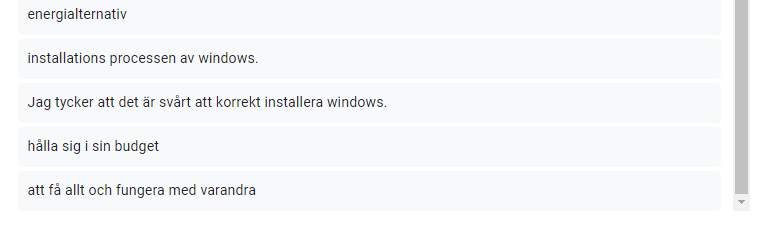 energialternativ
installations processen av windows.
Jag tycker att det är svårt att korrekt installera windows.
hålla sig i sin budget
att få allt och fungera med varandra